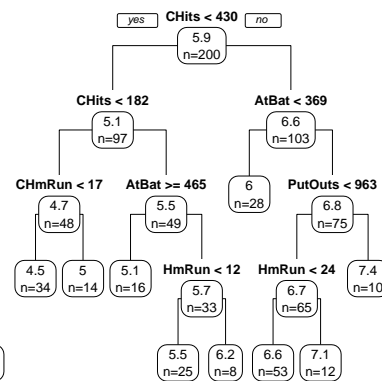 CHits < 430
yes
no
5.9
n=200
CHits < 182
AtBat < 369
5.1
n=97
6.6
n=103
CHmRun < 17
AtBat >= 465
PutOuts < 963
4.7
n=48
5.5
n=49
6
n=28
6.8
n=75
4.5
n=34
5
n=14
5.1
n=16
HmRun < 12
HmRun < 24
7.4
n=10
5.7
n=33
6.7
n=65
5.5
n=25
6.2
n=8
6.6
n=53
7.1
n=12